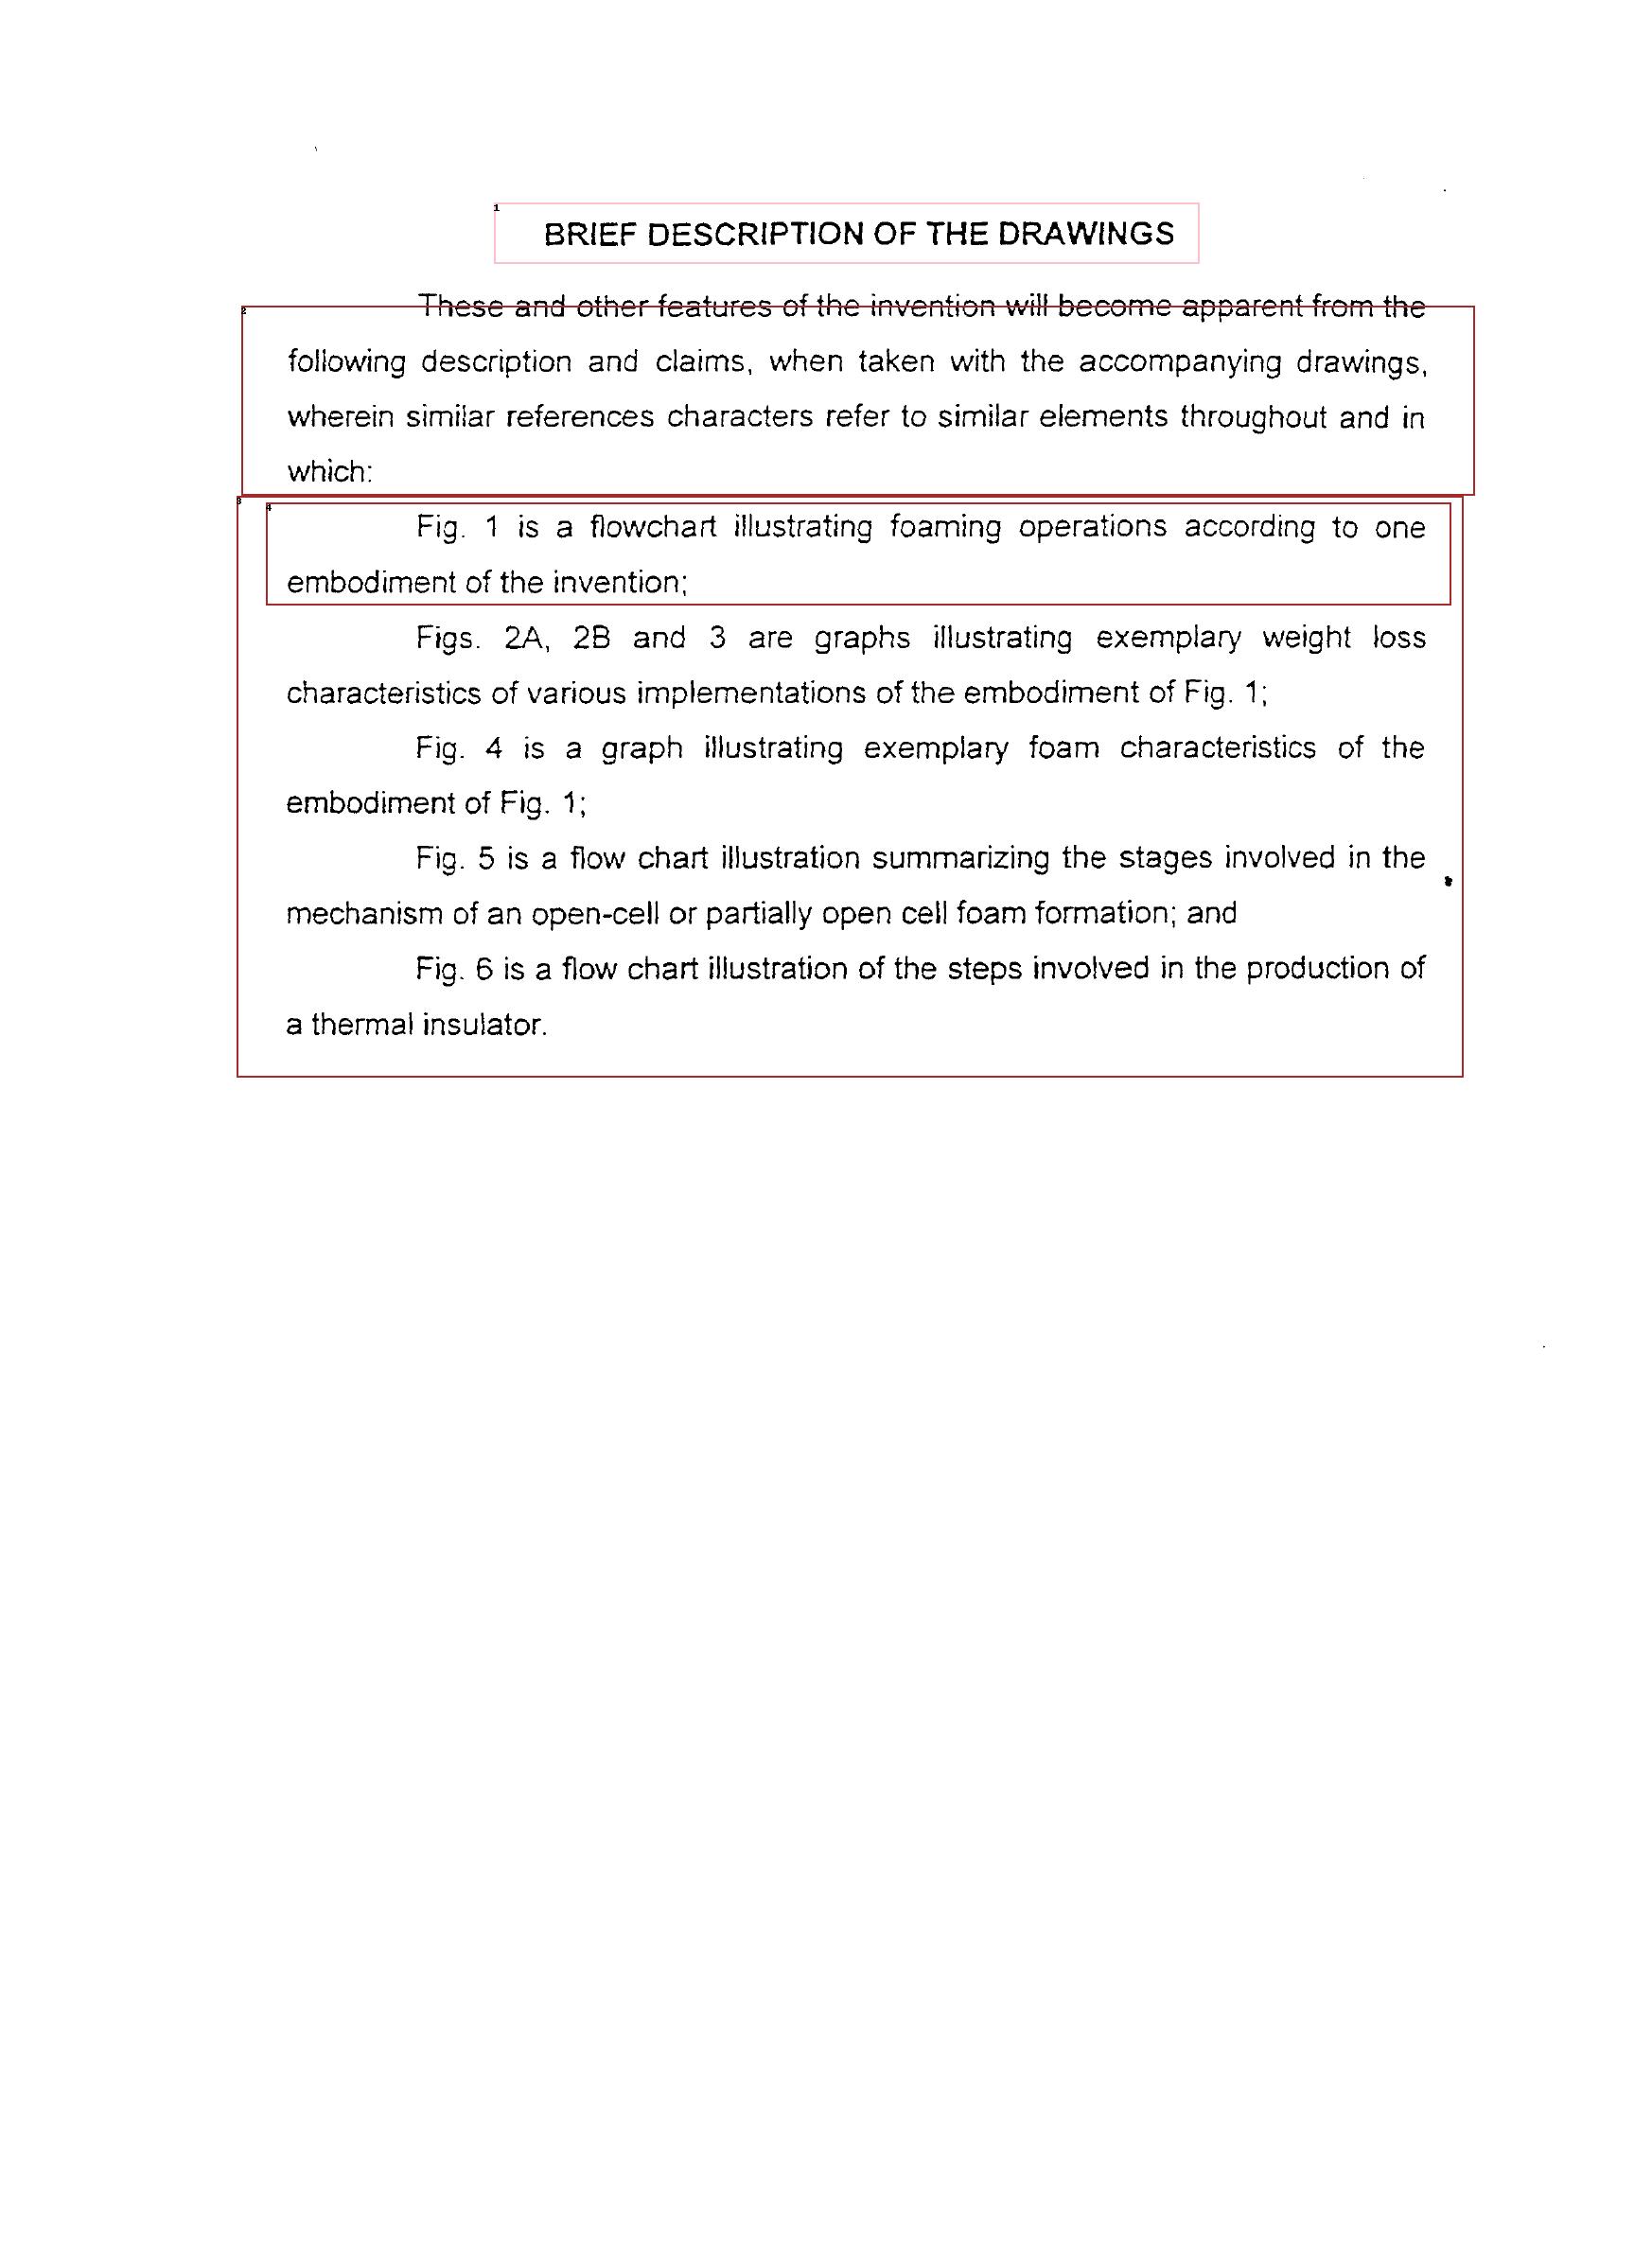 BRIEF DESCRIPTION OF THE DRAWINGS
These and other features of the invention will become apparent from the
following description and claims, when taken with the accompanying drawings,
wherein similar references characters refer to similar elements throughout and in
which:
Fig. 1 is a flowchart illustrating foaming operations according to one
embodiment of the invention;
Figs. 2A, 2B and 3 are graphs illustrating exemplary weight loss
characteristics of various implementations of the embodiment of Fig. 1;
Fig. 4 is a graph illustrating exemplary foam characteristics of the
embodiment of Fig. 1;
Fig. 5 is a flow chart illustration summarizing the stages involved in the
mechanism of an open-cell or partially open cell foam formation; and
Fig. 6 is a flow chart illustration of the steps involved in the production of
a thermal insulator.